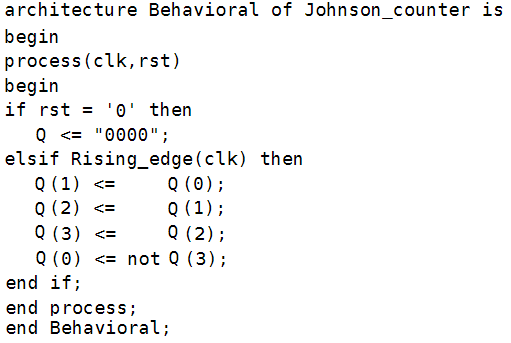 architecture Behavioral of Johnson_counter is
begin
process(clk,rst)
begin
if rst = '0' then
Q <= "0000";
elsif Rising_edge(clk) then
Q(1) <= Q(0);
Q(2) <= Q(1);
Q(3) <= Q(2);
Q(0) <= not Q(3);
end if;
end process;
end Behavioral;